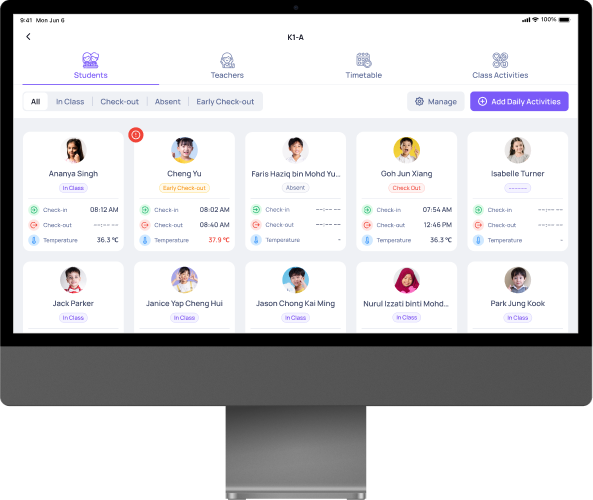 9:41 Mon Jun 6 100%
K1-A
Students Teachers Timetable Class Activities
All In Class Check-out Absent Early Check-out Manage Add Daily Activities
Ananya Singh Cheng Yu Faris Haziq bin Mohd Yu... Goh Jun Xiang Isabelle Turner
In Class Early Check-out Absent Check Out -------
Check-in 08:12 AM Check-in 08:02 AM Check-in --:-- -- Check-in 07:54 AM Check-in --:-- --
Check-out --:-- -- Check-out 08:40 AM Check-out --:-- -- Check-out 12:46 PM Check-out --:-- --
Temperature 36.3 ℃ Temperature 37.9 ℃ Temperature - Temperature 36.3 ℃ Temperature -
Jack Parker Janice Yap Cheng Hui Jason Chong Kai Ming Nurul Izzati binti Mohd... Park Jung Kook
In Class In Class In Class In Class In Class